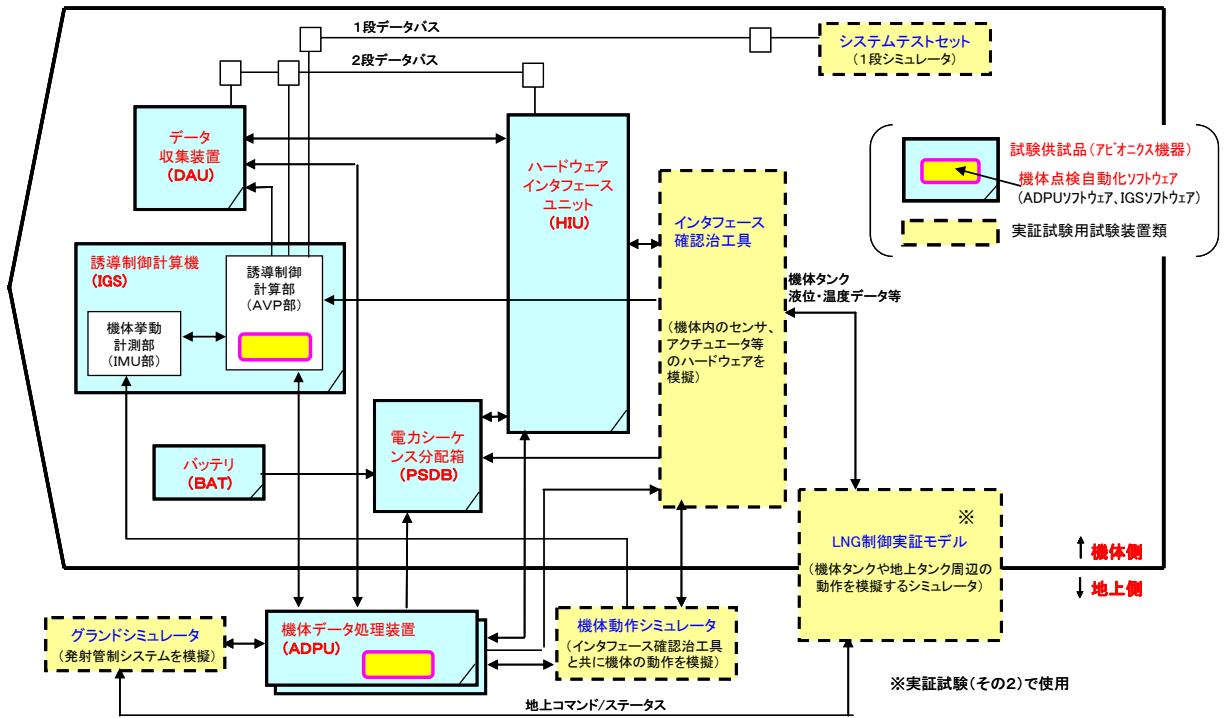 1段データバス
システムテストセット
(1段シミュレータ)
2段データバス
データ
収集装置
(DAU)
ハードウェア
インタフェース
ユニット
(HIU)
試験供試品(アビオニクス機器)
機体点検自動化ソフトウェア
(ADPUソフトウェア、IGSソフトウェア)
実証試験用試験装置類
インタフェース
確認治工具
(機体内のセンサ、
アクチュエータ等
のハードウェアを
模擬)
誘導制御計算機
(IGS)
誘導制御
計算部
(AVP部)
機体挙動
計測部
(IMU部)
機体タンク
液位・温度データ等
電力シーケ
ンス分配箱
(PSDB)
バッテリ
(BAT)
※
LNG制御実証モデル
(機体タンクや地上タンク周辺の
動作を模擬するシミュレータ)
↑ 機体側
↓ 地上側
グランドシミュレータ
(発射管制システムを模擬)
機体データ処理装置
(ADPU)
機体動作シミュレータ
(インタフェース確認治工具
と共に機体の動作を模擬)
※実証試験(その2)で使用
地上コマンド/ステータス